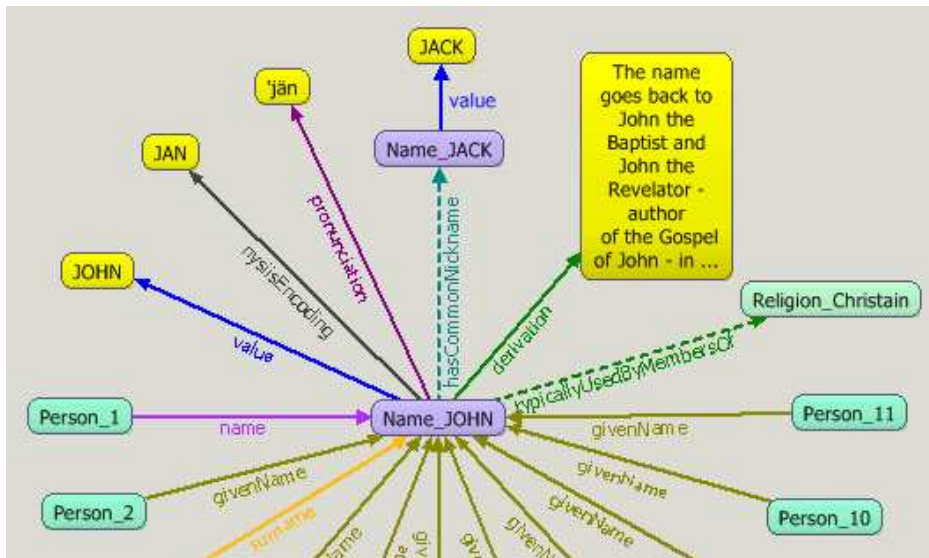 JACK
value
'jän
The name
goes back to
John the
Baptist and
John the
Revelator -
author
of the Gospel
of John - in ...
Name_JACK
JAN
pronunciation
hasCommonNickname
nysiisEncoding
JOHN
value
derivation
Religion_Christain
typicallyUsedByMembersOf
Person_1
name
Name_JOHN
givenName
Person_11
givenName
Person_2
surname
givenName
givenName
givenName
Person_10